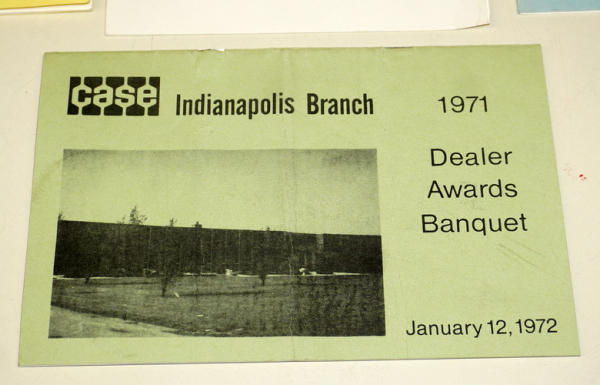 case Indianapolis Branch
1971
Dealer
Awards
Banquet
January 12, 1972